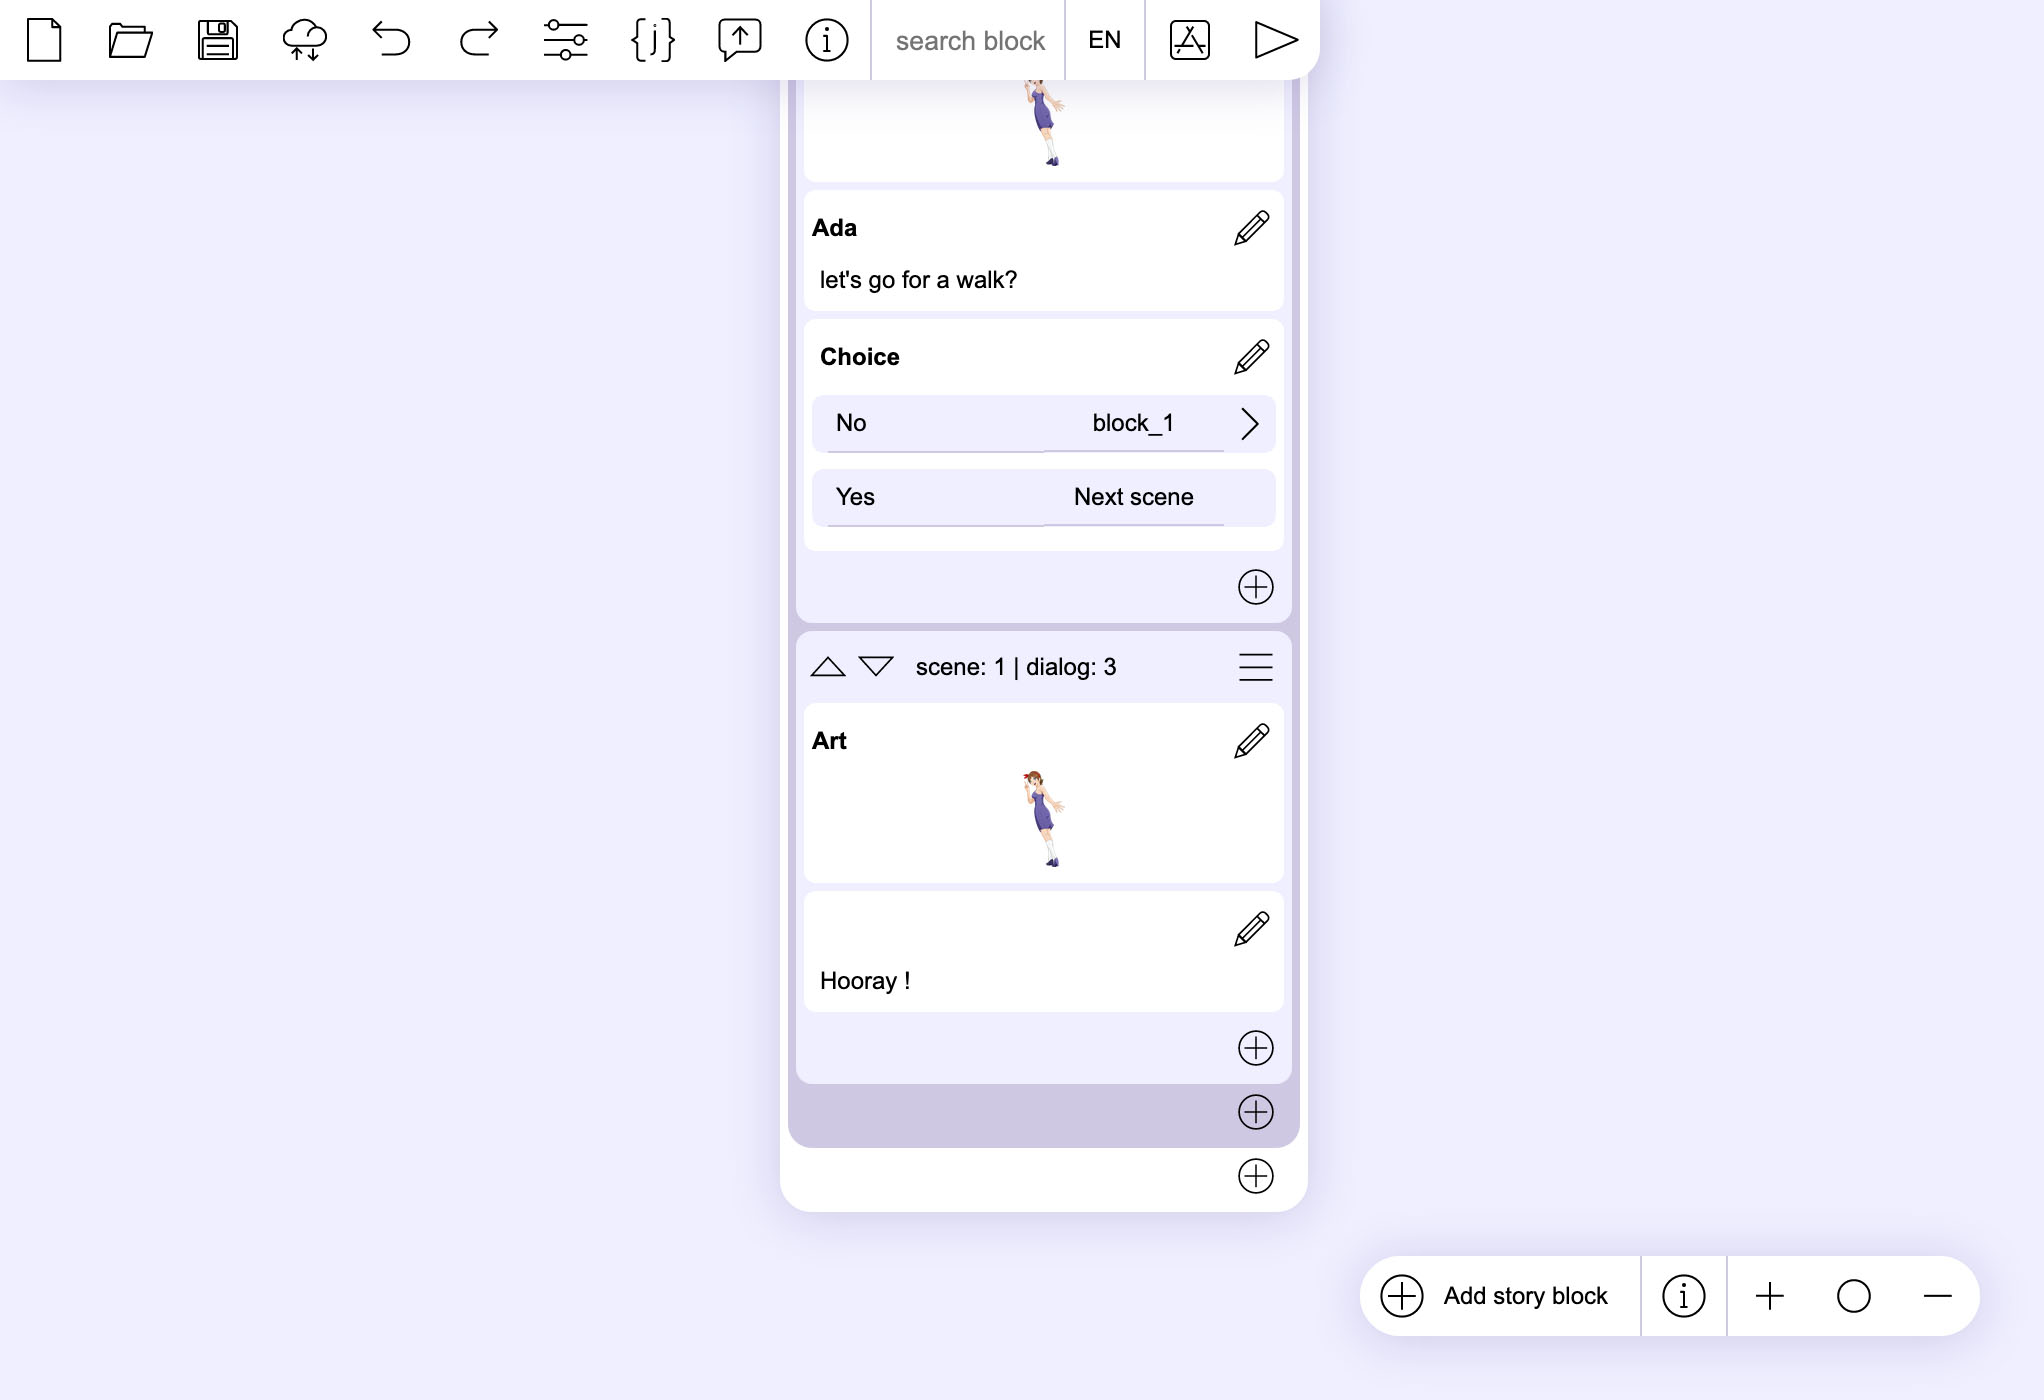 {j}
search block
EN
Ada
let's go for a walk?
Choice
No block_1
Yes Next scene
scene: 1 | dialog: 3
Art
Hooray !
Add story block